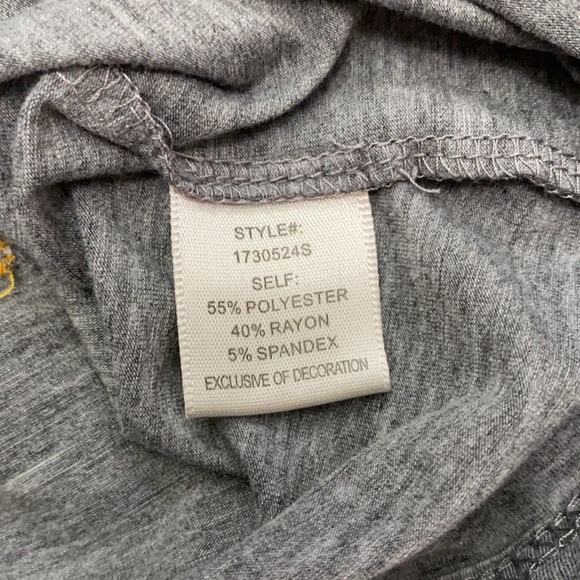 STYLE#:
1730524S
SELF:
55% POLYESTER
40% RAYON
5% SPANDEX
EXCLUSIVE OF DECORATION